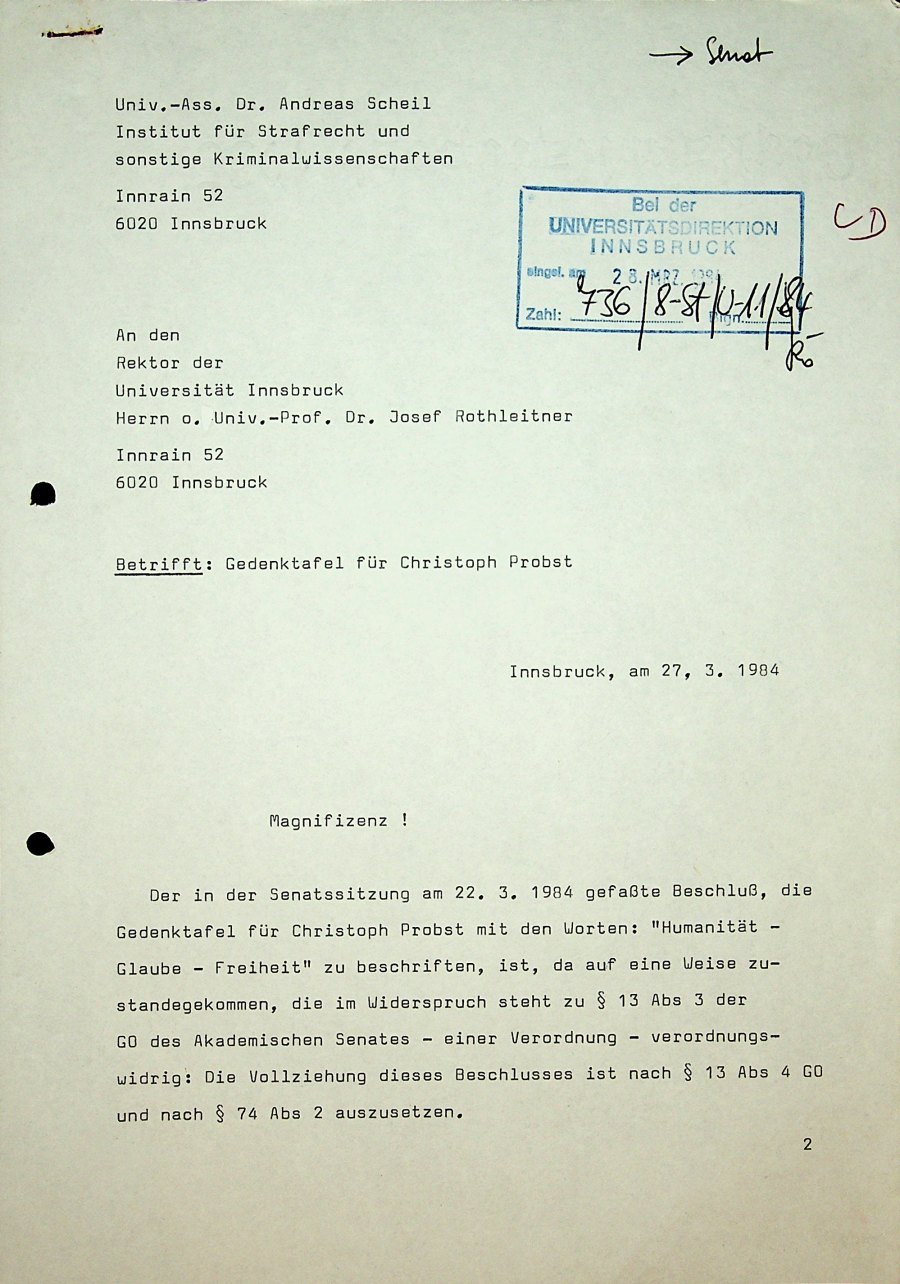 → Senat
Univ.-Ass. Dr. Andreas Scheil
Institut für Strafrecht und
sonstige Kriminalwissenschaften
Innrain 52
6020 Innsbruck
Bei der
UNIVERSITÄTSDIREKTION
INNSBRUCK
eingel. am 28. MRZ. 1984
Zahl: 736/8-St/U-11/84
An den
Rektor der
Universität Innsbruck
Herrn o. Univ.-Prof. Dr. Josef Rothleitner
Innrain 52
6020 Innsbruck
Betrifft: Gedenktafel für Christoph Probst
Innsbruck, am 27, 3. 1984
Magnifizenz !
Der in der Senatssitzung am 22. 3. 1984 gefaßte Beschluß, die
Gedenktafel für Christoph Probst mit den Worten: "Humanität –
Glaube – Freiheit" zu beschriften, ist, da auf eine Weise zu-
standegekommen, die im Widerspruch steht zu § 13 Abs 3 der
GO des Akademischen Senates – einer Verordnung – verordnungs-
widrig: Die Vollziehung dieses Beschlusses ist nach § 13 Abs 4 GO
und nach § 74 Abs 2 auszusetzen.
2